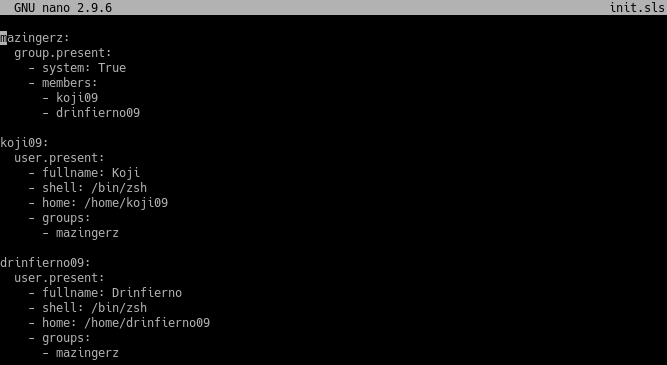 GNU nano 2.9.6 init.sls
mazingerz:
  group.present:
    - system: True
    - members:
      - koji09
      - drinfierno09
koji09:
  user.present:
    - fullname: Koji
    - shell: /bin/zsh
    - home: /home/koji09
    - groups:
      - mazingerz
drinfierno09:
  user.present:
    - fullname: Drinfierno
    - shell: /bin/zsh
    - home: /home/drinfierno09
    - groups:
      - mazingerz